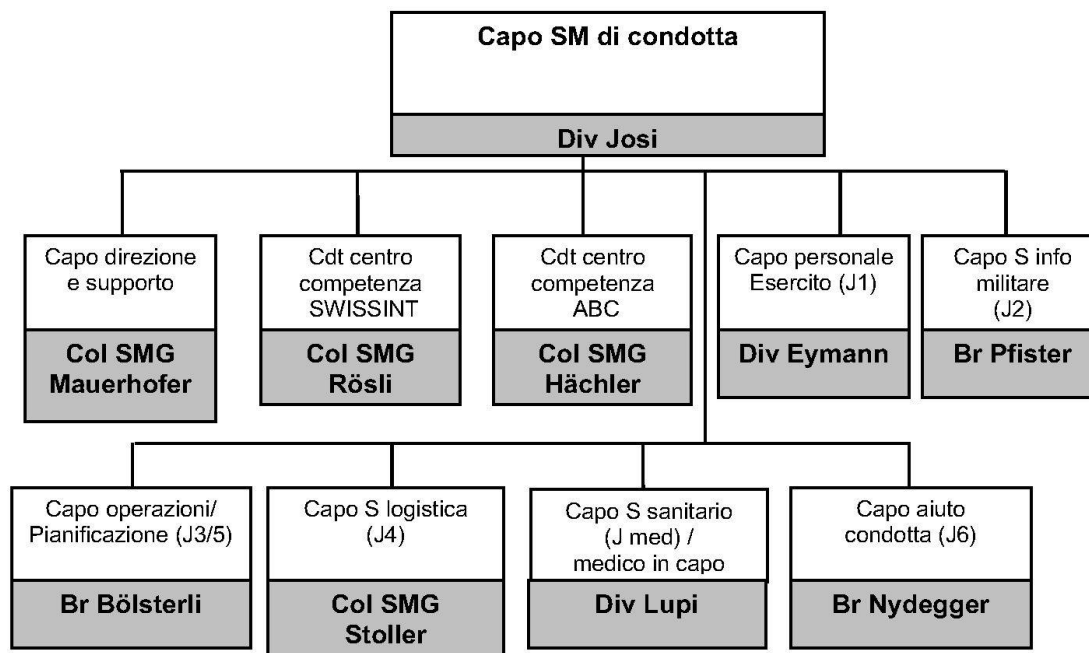 Capo SM di condotta
Div Josi
Capo direzione
e supporto
Col SMG
Mauerhofer
Cdt centro
competenza
SWISSINT
Col SMG
Rösli
Cdt centro
competenza
ABC
Col SMG
Hächler
Capo personale
Esercito (J1)
Div Eymann
Capo S info
militare
(J2)
Br Pfister
Capo operazioni/
Pianificazione (J3/5)
Br Bölsterli
Capo S logistica
(J4)
Col SMG
Stoller
Capo S sanitario
(J med) /
medico in capo
Div Lupi
Capo aiuto
condotta (J6)
Br Nydegger